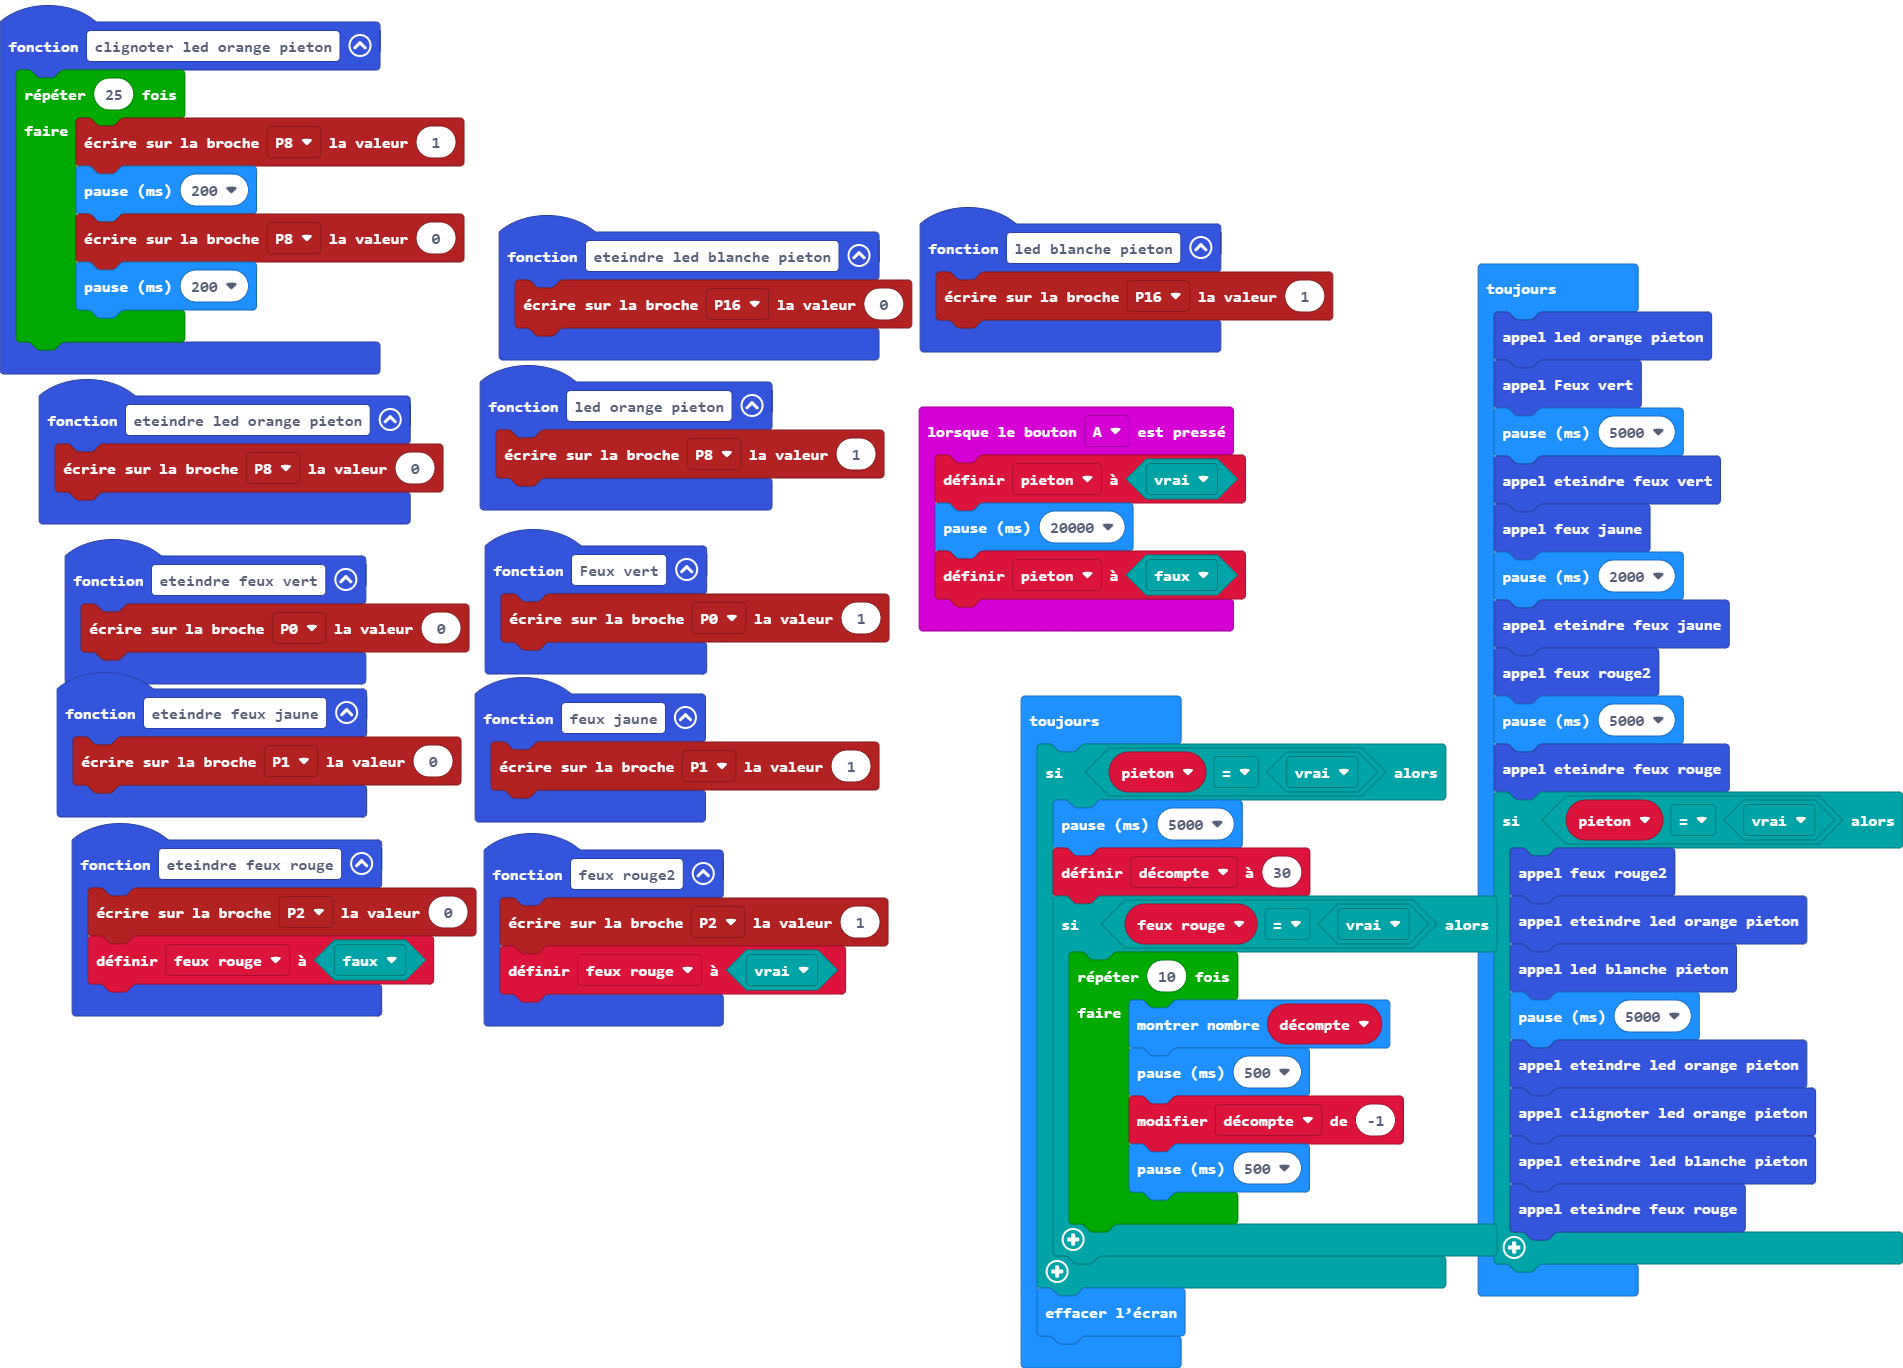 fonction clignoter led orange pieton
répéter 25 fois
faire
écrire sur la broche P8 la valeur 1
pause (ms) 200
écrire sur la broche P8 la valeur 0
pause (ms) 200
fonction eteindre led blanche pieton
écrire sur la broche P16 la valeur 0
fonction led blanche pieton
écrire sur la broche P16 la valeur 1
fonction eteindre led orange pieton
écrire sur la broche P8 la valeur 0
fonction led orange pieton
écrire sur la broche P8 la valeur 1
fonction eteindre feux vert
écrire sur la broche P0 la valeur 0
fonction Feux vert
écrire sur la broche P0 la valeur 1
fonction eteindre feux jaune
écrire sur la broche P1 la valeur 0
fonction feux jaune
écrire sur la broche P1 la valeur 1
fonction eteindre feux rouge
écrire sur la broche P2 la valeur 0
définir feux rouge à faux
fonction feux rouge2
écrire sur la broche P2 la valeur 1
définir feux rouge à vrai
lorsque le bouton A est pressé
définir pieton à vrai
pause (ms) 20000
définir pieton à faux
toujours
si pieton = vrai alors
pause (ms) 5000
définir décompte à 30
si feux rouge = vrai alors
répéter 10 fois
faire
montrer nombre décompte
pause (ms) 500
modifier décompte de -1
pause (ms) 500
effacer l’écran
toujours
appel led orange pieton
appel Feux vert
pause (ms) 5000
appel eteindre feux vert
appel feux jaune
pause (ms) 2000
appel eteindre feux jaune
appel feux rouge2
pause (ms) 5000
appel eteindre feux rouge
si pieton = vrai alors
appel feux rouge2
appel eteindre led orange pieton
appel led blanche pieton
pause (ms) 5000
appel eteindre led orange pieton
appel clignoter led orange pieton
appel eteindre led blanche pieton
appel eteindre feux rouge